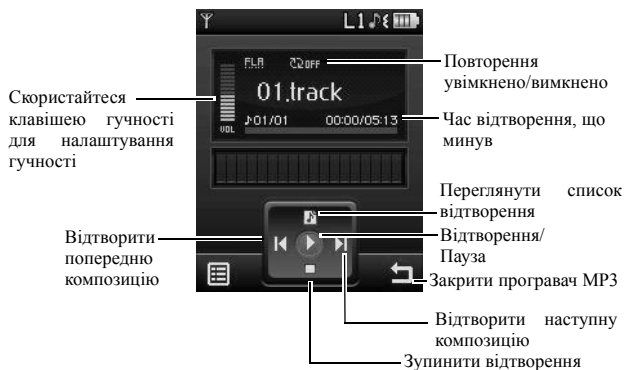 L1
FLA OFF
01.track
01/01 00:00/05:13
VOL
Скористайтеся
клавішею гучності
для налаштування
гучності
Відтворити
попередню
композицію
Повторення
увімкнено/вимкнено
Час відтворення, що
минув
Переглянути список
відтворення
Відтворення/
Пауза
Закрити програвач MP3
Відтворити наступну
композицію
Зупинити відтворення